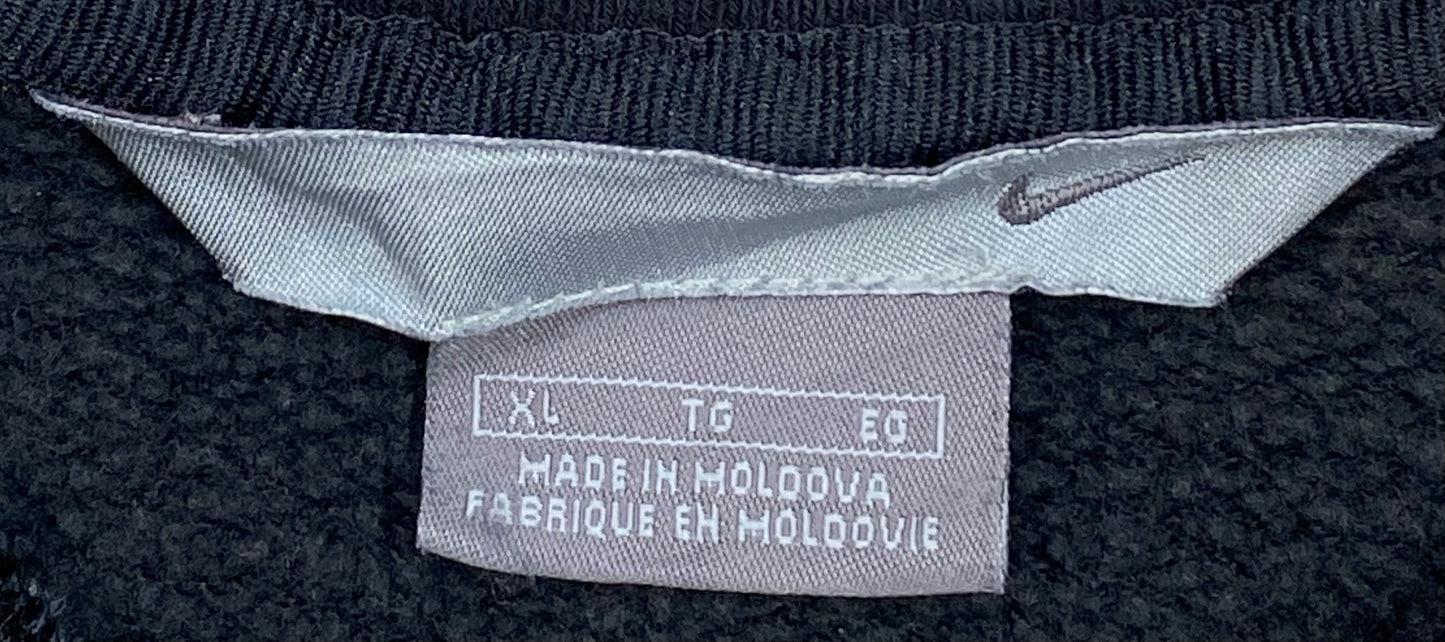 XL TG EG
MADE IN MOLDOVA
FABRIQUE EN MOLDOVIE